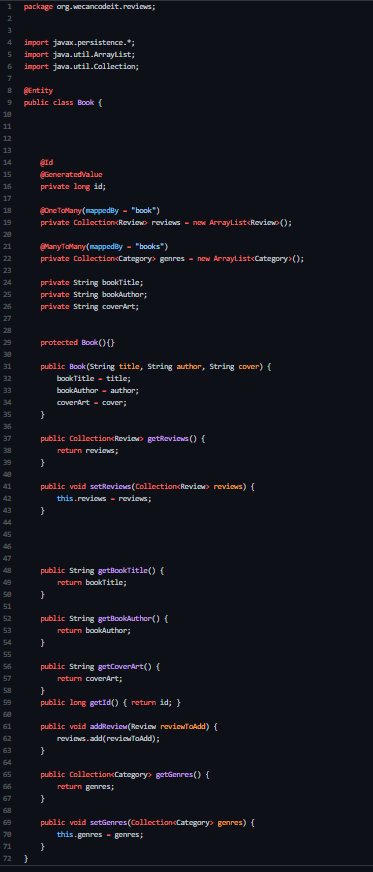 1 package org.wecancodeit.reviews;
2
3
4 import javax.persistence.*;
5 import java.util.ArrayList;
6 import java.util.Collection;
7
8 @Entity
9 public class Book {
10
11
12
13
14 @Id
15 @GeneratedValue
16 private long id;
17
18 @OneToMany(mappedBy = "book")
19 private Collection<Review> reviews = new ArrayList<Review>();
20
21 @ManyToMany(mappedBy = "books")
22 private Collection<Category> genres = new ArrayList<Category>();
23
24 private String bookTitle;
25 private String bookAuthor;
26 private String coverArt;
27
28
29 protected Book(){}
30
31 public Book(String title, String author, String cover) {
32 bookTitle = title;
33 bookAuthor = author;
34 coverArt = cover;
35 }
36
37 public Collection<Review> getReviews() {
38 return reviews;
39 }
40
41 public void setReviews(Collection<Review> reviews) {
42 this.reviews = reviews;
43 }
44
45
46
47
48 public String getBookTitle() {
49 return bookTitle;
50 }
51
52 public String getBookAuthor() {
53 return bookAuthor;
54 }
55
56 public String getCoverArt() {
57 return coverArt;
58 }
59 public long getId() { return id; }
60
61 public void addReview(Review reviewToAdd) {
62 reviews.add(reviewToAdd);
63 }
64
65 public Collection<Category> getGenres() {
66 return genres;
67 }
68
69 public void setGenres(Collection<Category> genres) {
70 this.genres = genres;
71 }
72 }